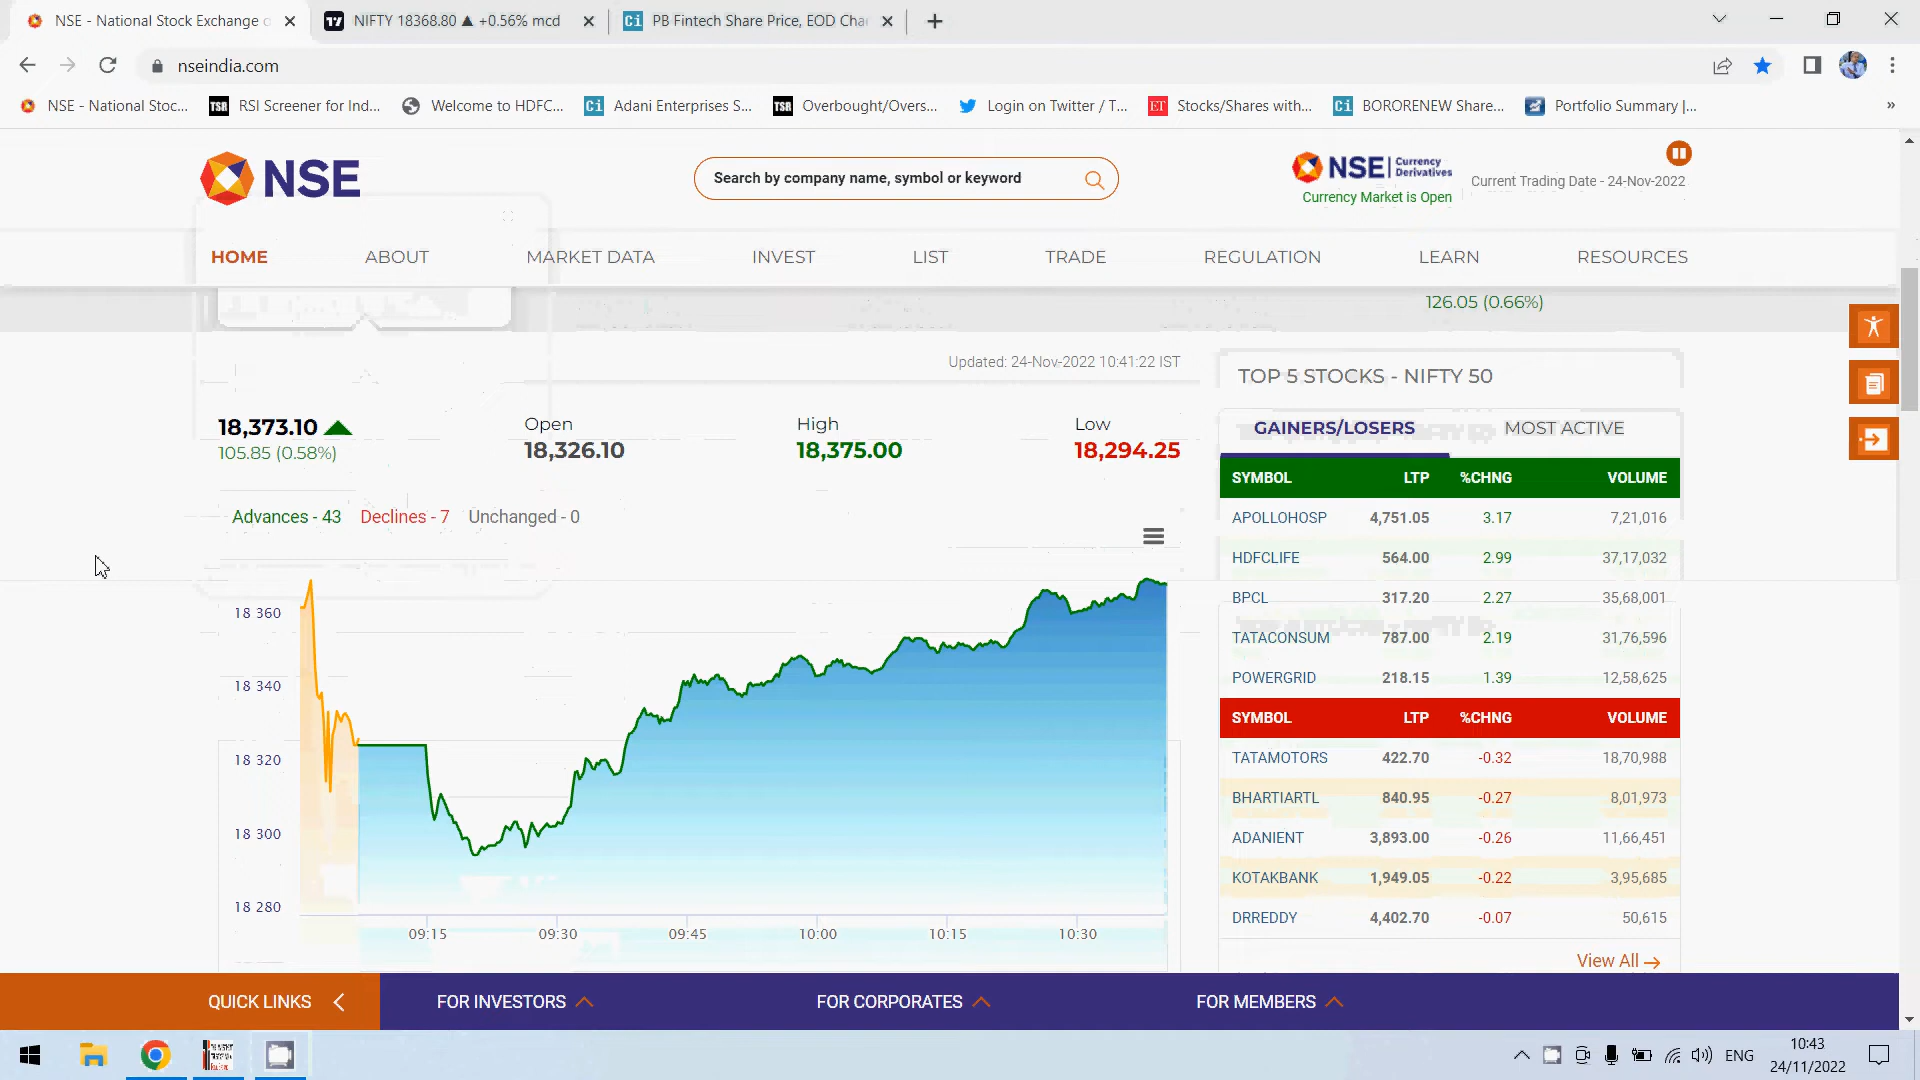 NSE - National Stock Exchange o
NIFTY 18368.80 ▲ +0.56% mcd
Ci PB Fintech Share Price, EOD Cha
nseindia.com
NSE - National Stoc...
TSR RSI Screener for Ind...
Welcome to HDFC...
Ci Adani Enterprises S...
TSR Overbought/Overs...
Login on Twitter / T...
ET Stocks/Shares with...
Ci BORORENEW Share...
Portfolio Summary |...
»
NSE
Search by company name, symbol or keyword
NSE Currency Derivatives
Currency Market is Open
Current Trading Date - 24-Nov-2022
HOME ABOUT MARKET DATA INVEST LIST TRADE REGULATION LEARN RESOURCES
126.05 (0.66%)
Updated: 24-Nov-2022 10:41:22 IST
18,373.10
105.85 (0.58%)
Open
18,326.10
High
18,375.00
Low
18,294.25
Advances - 43 Declines - 7 Unchanged - 0
18 360
18 340
18 320
18 300
18 280
09:15 09:30 09:45 10:00 10:15 10:30
TOP 5 STOCKS - NIFTY 50
GAINERS/LOSERS MOST ACTIVE
SYMBOL LTP %CHNG VOLUME
APOLLOHOSP 4,751.05 3.17 7,21,016
HDFCLIFE 564.00 2.99 37,17,032
BPCL 317.20 2.27 35,68,001
TATACONSUM 787.00 2.19 31,76,596
POWERGRID 218.15 1.39 12,58,625
SYMBOL LTP %CHNG VOLUME
TATAMOTORS 422.70 -0.32 18,70,988
BHARTIARTL 840.95 -0.27 8,01,973
ADANIENT 3,893.00 -0.26 11,66,451
KOTAKBANK 1,949.05 -0.22 3,95,685
DRREDDY 4,402.70 -0.07 50,615
View All
QUICK LINKS FOR INVESTORS FOR CORPORATES FOR MEMBERS
ENG
10:43
24/11/2022